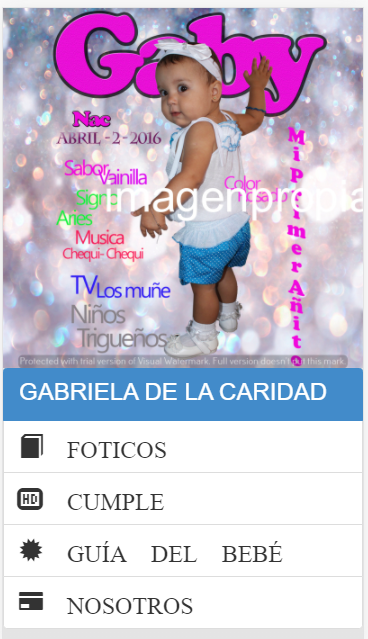 Gaby
Nac
ABRIL - 2 - 2016
Sabor
Vainilla
Color
Rosado
Signo
Aries
imagen propia
Musica
Chequi - Chequi
TV Los muñe
Niños
Trigueños
Mi Primer Añito
Protected with trial version of Visual Watermark. Full version doesn't put this mark.
GABRIELA DE LA CARIDAD
FOTICOS
HD CUMPLE
GUÍA DEL BEBÉ
NOSOTROS